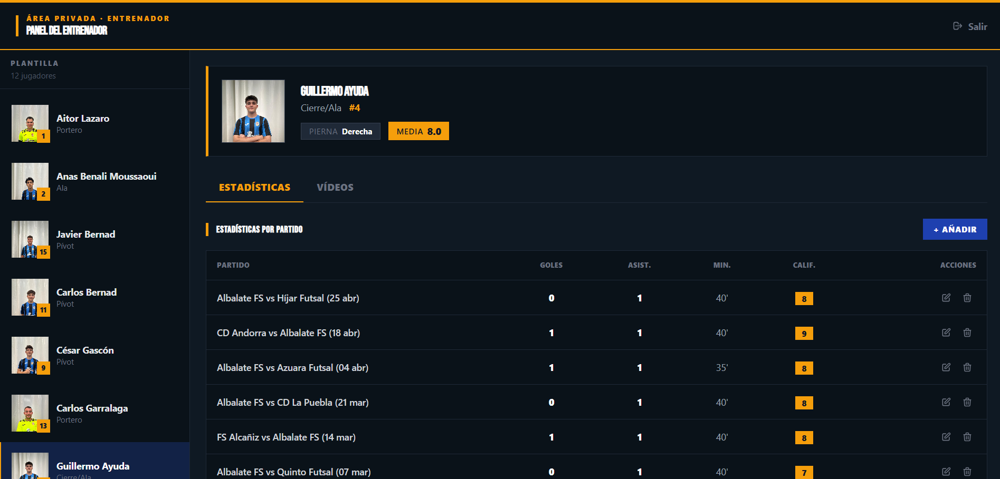 ÁREA PRIVADA · ENTRENADOR
PANEL DEL ENTRENADOR
Salir
PLANTILLA
12 jugadores
1
Aitor Lazaro
Portero
2
Anas Benali Moussaoui
Ala
15
Javier Bernad
Pívot
11
Carlos Bernad
Pívot
9
César Gascón
Pívot
13
Carlos Garralaga
Portero
Guillermo Ayuda
Cierre/Ala
GUILLERMO AYUDA
Cierre/Ala #4
PIERNA Derecha MEDIA 8.0
ESTADÍSTICAS VÍDEOS
ESTADÍSTICAS POR PARTIDO
+ AÑADIR
PARTIDO GOLES ASIST. MIN. CALIF. ACCIONES
Albalate FS vs Híjar Futsal (25 abr) 0 1 40' 8
CD Andorra vs Albalate FS (18 abr) 1 1 40' 9
Albalate FS vs Azuara Futsal (04 abr) 1 1 35' 8
Albalate FS vs CD La Puebla (21 mar) 0 1 40' 8
FS Alcañiz vs Albalate FS (14 mar) 1 1 40' 8
Albalate FS vs Quinto Futsal (07 mar) 0 1 40' 7